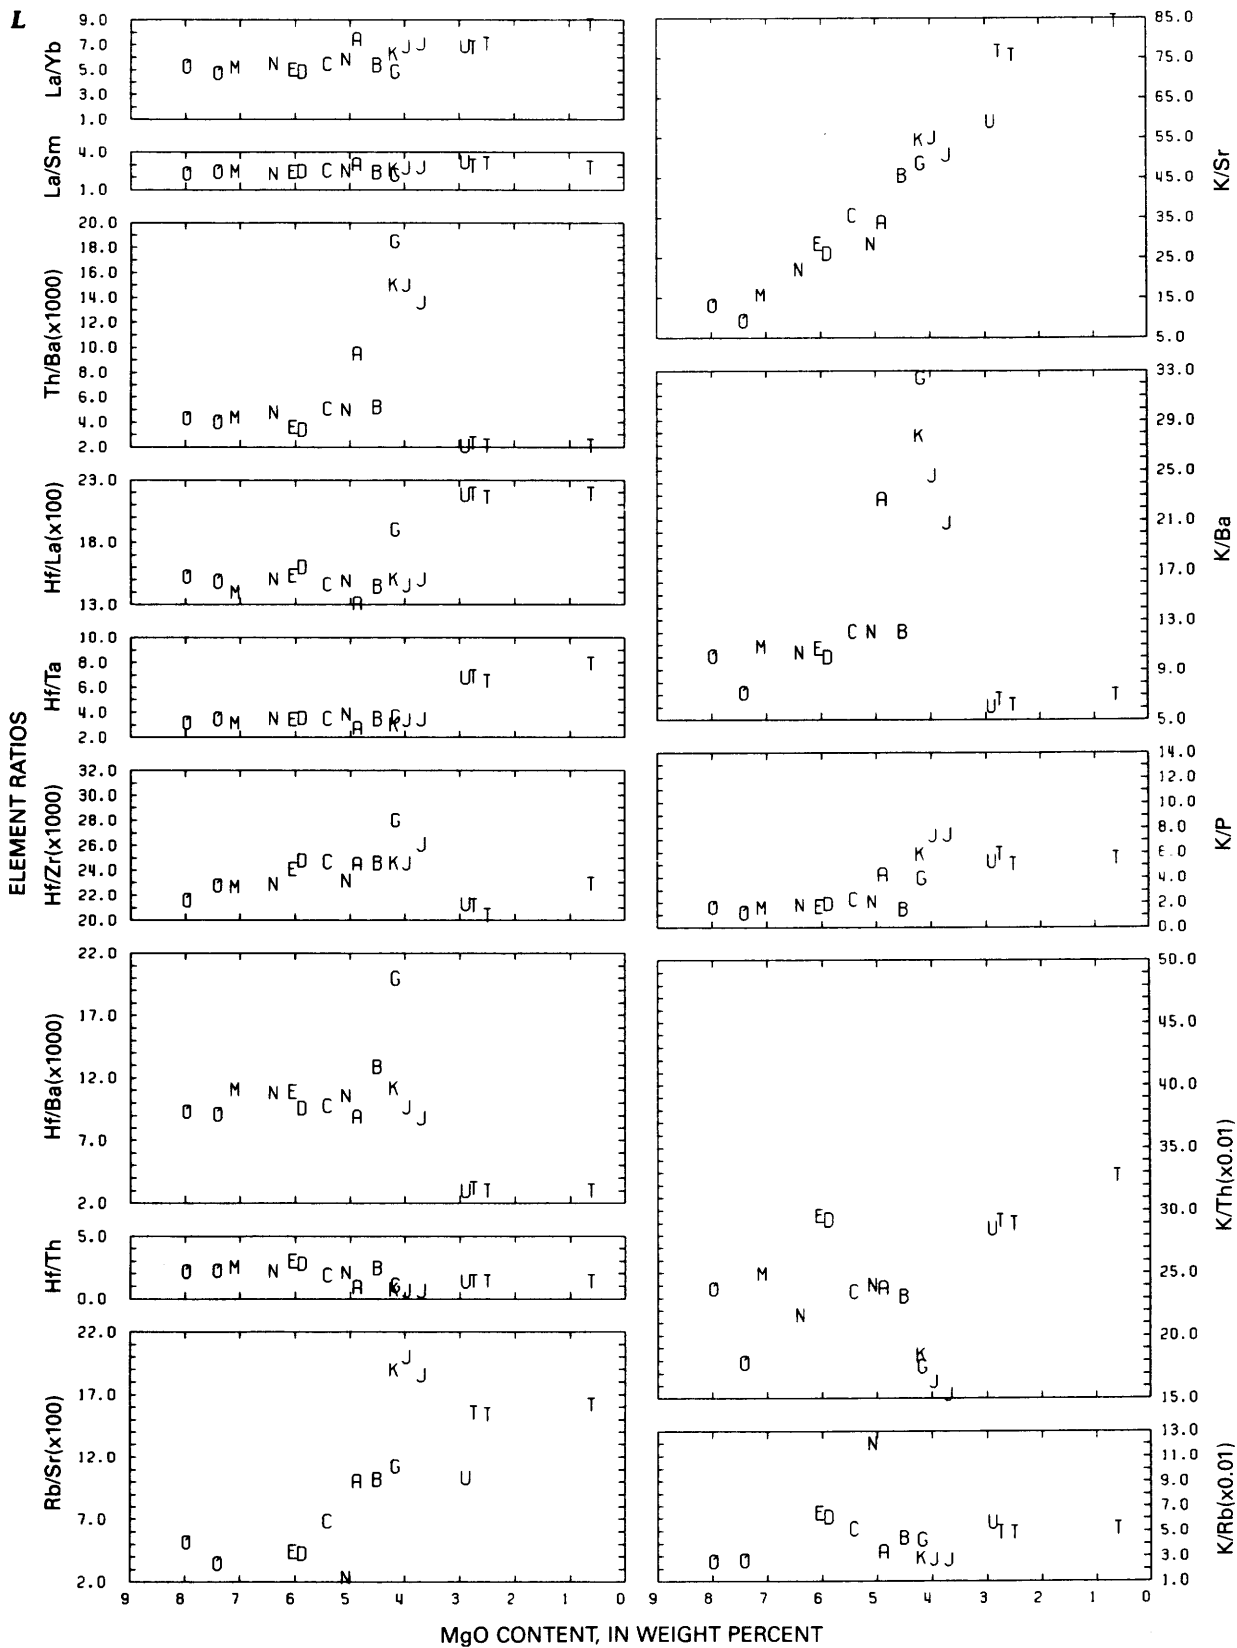 L
ELEMENT RATIOS
La/Yb
9.0
7.0
5.0
3.0
1.0
O O M N E D C N A B K G J J U T T T
La/Sm
4.0
1.0
O O M N E D C N A B K G J J U T T T
Th/Ba(x1000)
20.0
18.0
16.0
14.0
12.0
10.0
8.0
6.0
4.0
2.0
O O M N E D C N A B K G J J U T T T
Hf/La(x100)
23.0
18.0
13.0
O O M N E D C N A B K G J J U T T T
Hf/Ta
10.0
8.0
6.0
4.0
2.0
O O M N E D C N A B K G J J U T T T
Hf/Zr(x1000)
32.0
30.0
28.0
26.0
24.0
22.0
20.0
O O M N E D C N A B K G J J U T T T
Hf/Ba(x1000)
22.0
17.0
12.0
7.0
2.0
O O M N E D C N A B K G J J U T T T
Hf/Th
5.0
0.0
O O M N E D C N A B K G J J U T T T
Rb/Sr(x100)
22.0
17.0
12.0
7.0
2.0
O O E D C N A B K G J J U T T T
9 8 7 6 5 4 3 2 1 0
K/Sr
85.0
75.0
65.0
55.0
45.0
35.0
25.0
15.0
5.0
O O M N E D C N A B K G J J U T T T
K/Ba
33.0
29.0
25.0
21.0
17.0
13.0
9.0
5.0
O O M N E D C N A B K G J J U T T T
K/P
14.0
12.0
10.0
8.0
6.0
4.0
2.0
0.0
O O M N E D C N A B K G J J U T T T
K/Th(x0.01)
50.0
45.0
40.0
35.0
30.0
25.0
20.0
15.0
O O M N E D C N A B K G J J U T T T
K/Rb(x0.01)
13.0
11.0
9.0
7.0
5.0
3.0
1.0
O O E D C N A B K G J J U T T T
9 8 7 6 5 4 3 2 1 0
MgO CONTENT, IN WEIGHT PERCENT